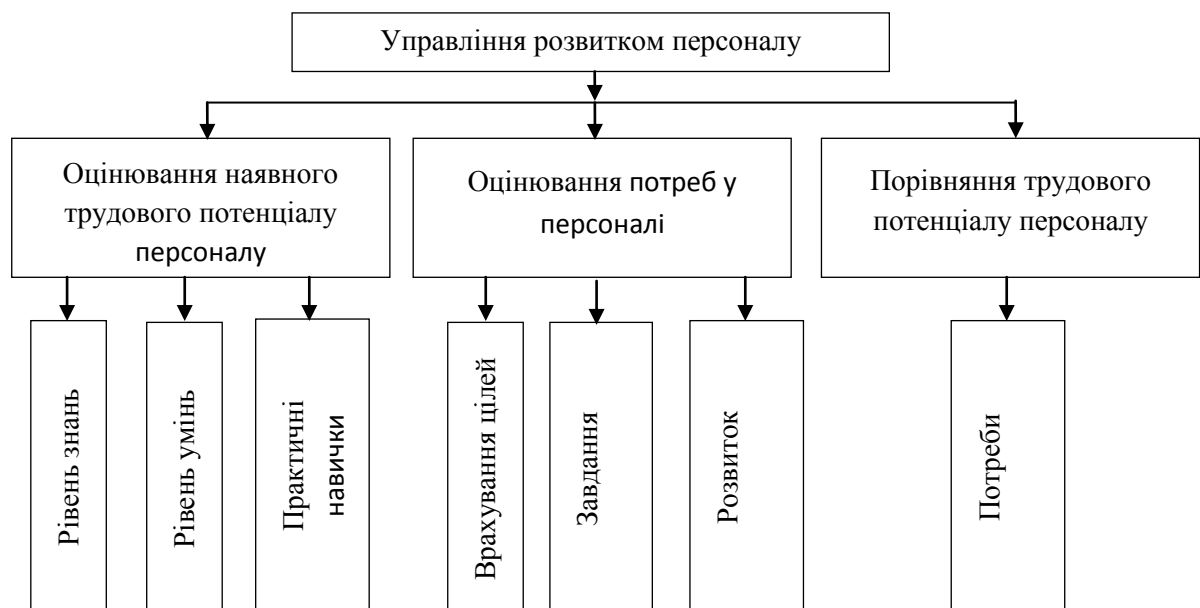 Управління розвитком персоналу
Оцінювання наявного
трудового потенціалу
персоналу
Оцінювання потреб у
персоналі
Порівняння трудового
потенціалу персоналу
Рівень знань
Рівень умінь
Практичні
навички
Врахування цілей
Завдання
Розвиток
Потреби